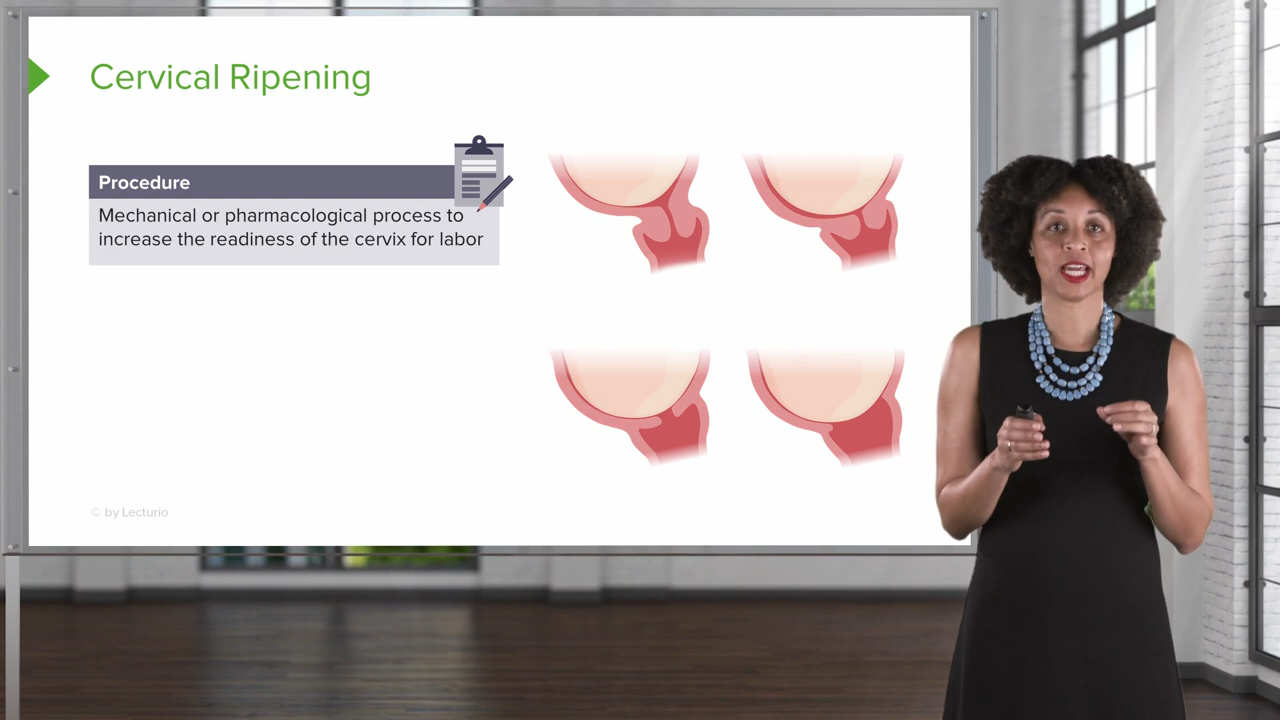 Cervical Ripening
Procedure
Mechanical or pharmacological process to
increase the readiness of the cervix for labor
© by Lecturio